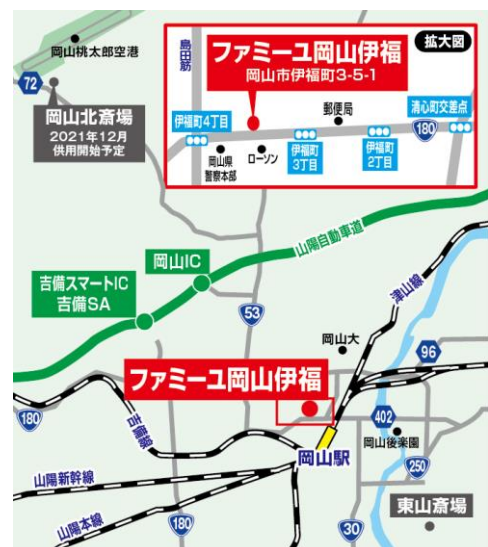 岡山桃太郎空港
72
岡山北斎場
2021年12月
供用開始予定
拡大図
島田筋
ファミーユ岡山伊福
岡山市伊福町3-5-1
伊福町4丁目
郵便局
清心町交差点
180
岡山県
警察本部
ローソン
伊福町
3丁目
伊福町
2丁目
山陽自動車道
岡山IC
吉備スマートIC
吉備SA
津山線
53
岡山大
96
ファミーユ岡山伊福
180
吉備線
402
岡山後楽園
岡山駅
山陽新幹線
250
山陽本線
東山斎場
180
30